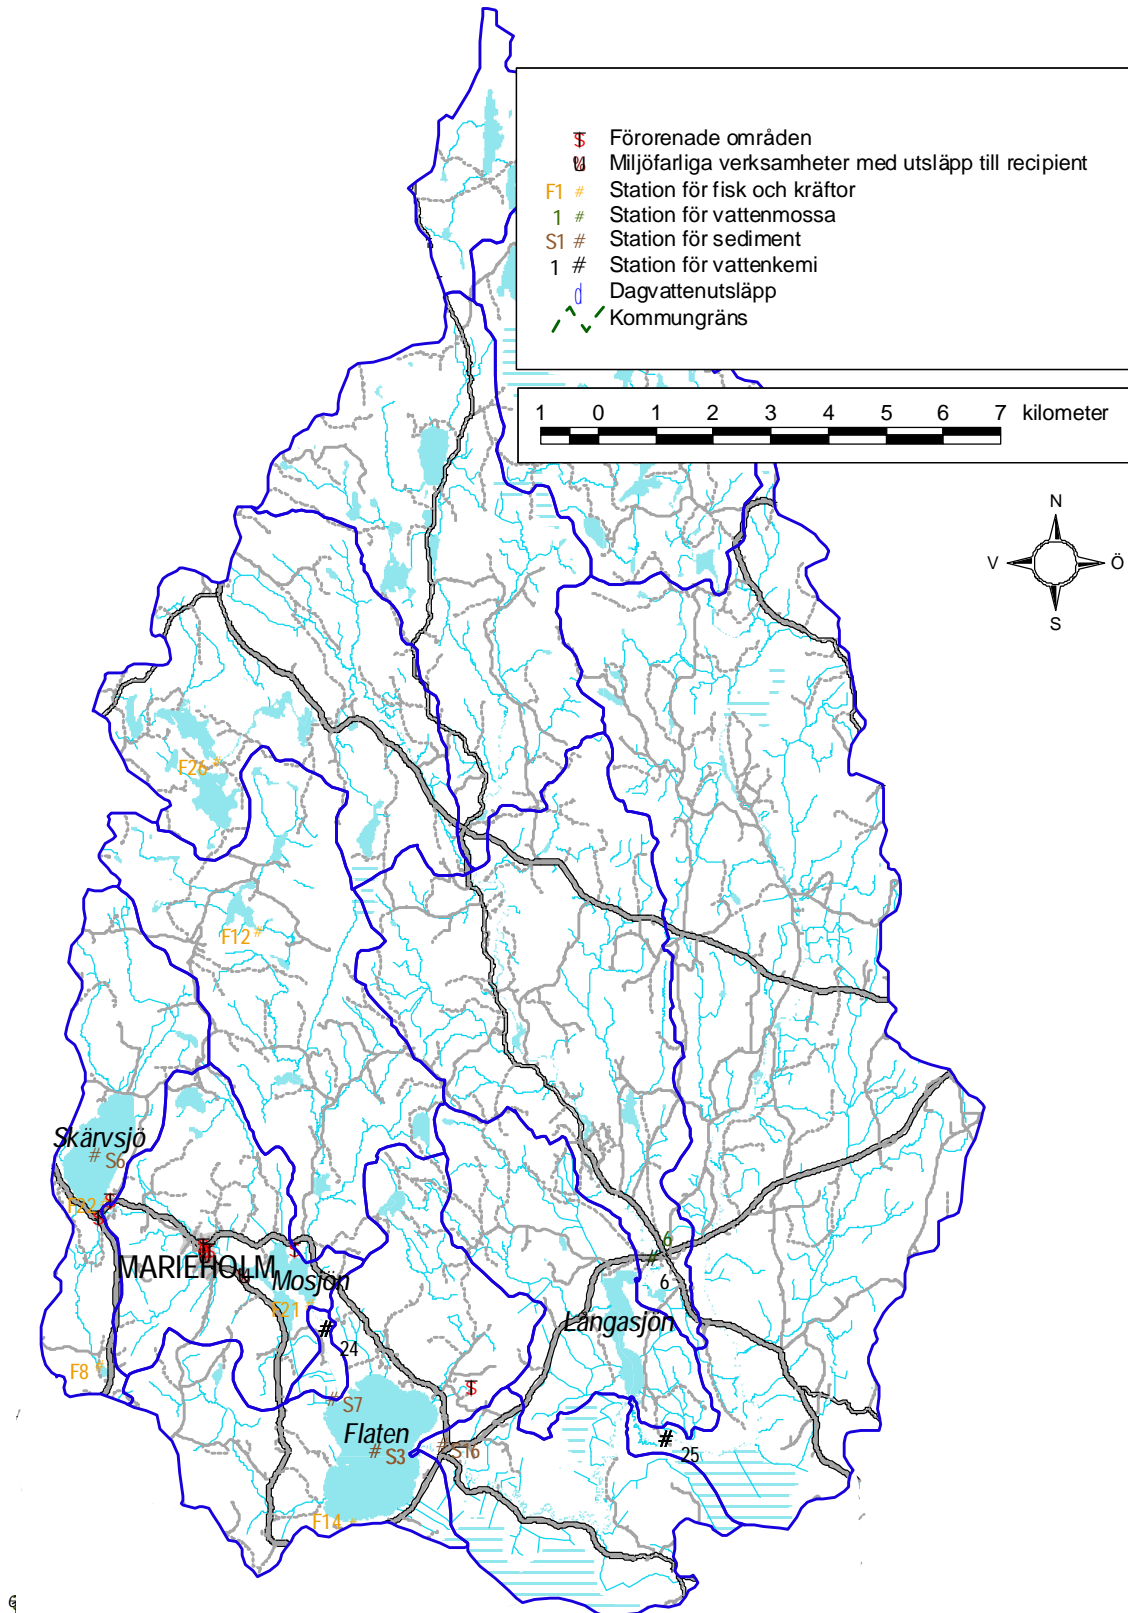 Förorenade områden
Miljöfarliga verksamheter med utsläpp till recipient
F1 # Station för fisk och kräftor
1 # Station för vattenmossa
S1 # Station för sediment
1 # Station för vattenkemi
d Dagvattenutsläpp
Kommungräns
1 0 1 2 3 4 5 6 7 kilometer
N
V Ö
S
F26 #
F12 #
Skärvsjö
# S6
F22
MARIEHOLM
Mosjön
F21 #
6
#
6
Långasjön
#
24
F8 #
# S7
Flaten
# S3
# S16
#
25
F14 #